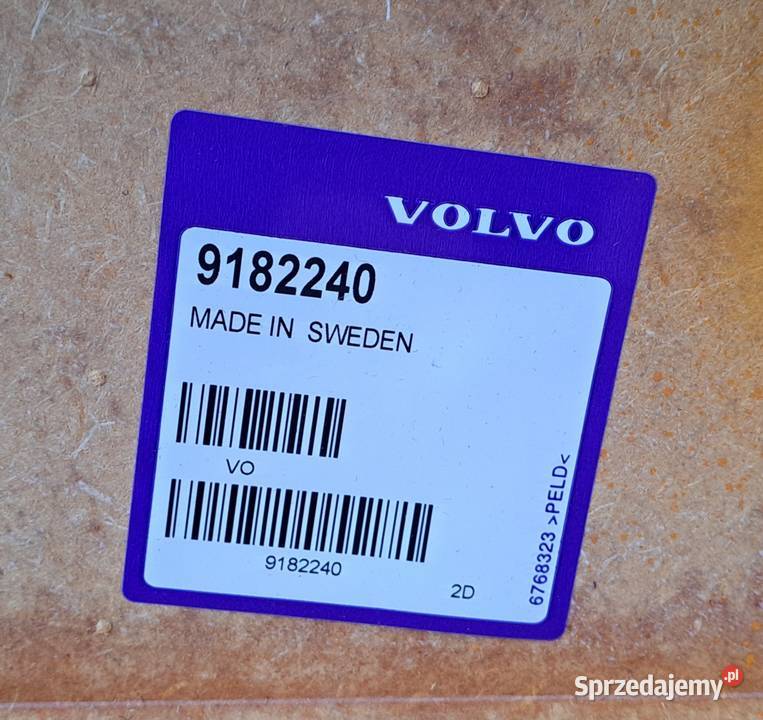 VOLVO
9182240
MADE IN SWEDEN
VO
9182240
2D
6768323 >PELD<
Sprzedajemy.pl